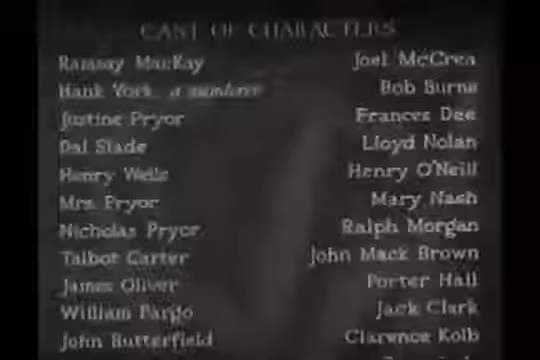 CAST OF CHARACTERS
Ramsay MacKay Joel McCrea
Hank York, a wanderer Bob Burns
Justine Pryor Frances Dee
Dal Slade Lloyd Nolan
Henry Wells Henry O'Neill
Mrs. Pryor Mary Nash
Nicholas Pryor Ralph Morgan
Talbot Carter John Mack Brown
James Oliver Porter Hall
William Fargo Jack Clark
John Butterfield Clarence Kolb